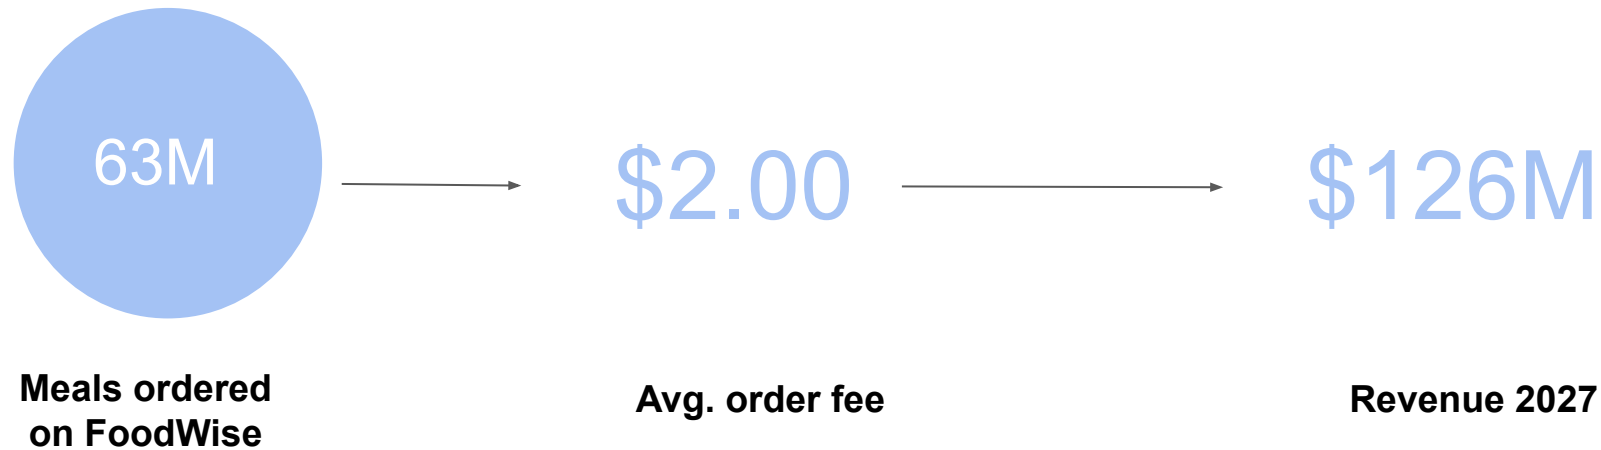 63M
$2.00
$126M
Meals ordered
on FoodWise
Avg. order fee
Revenue 2027